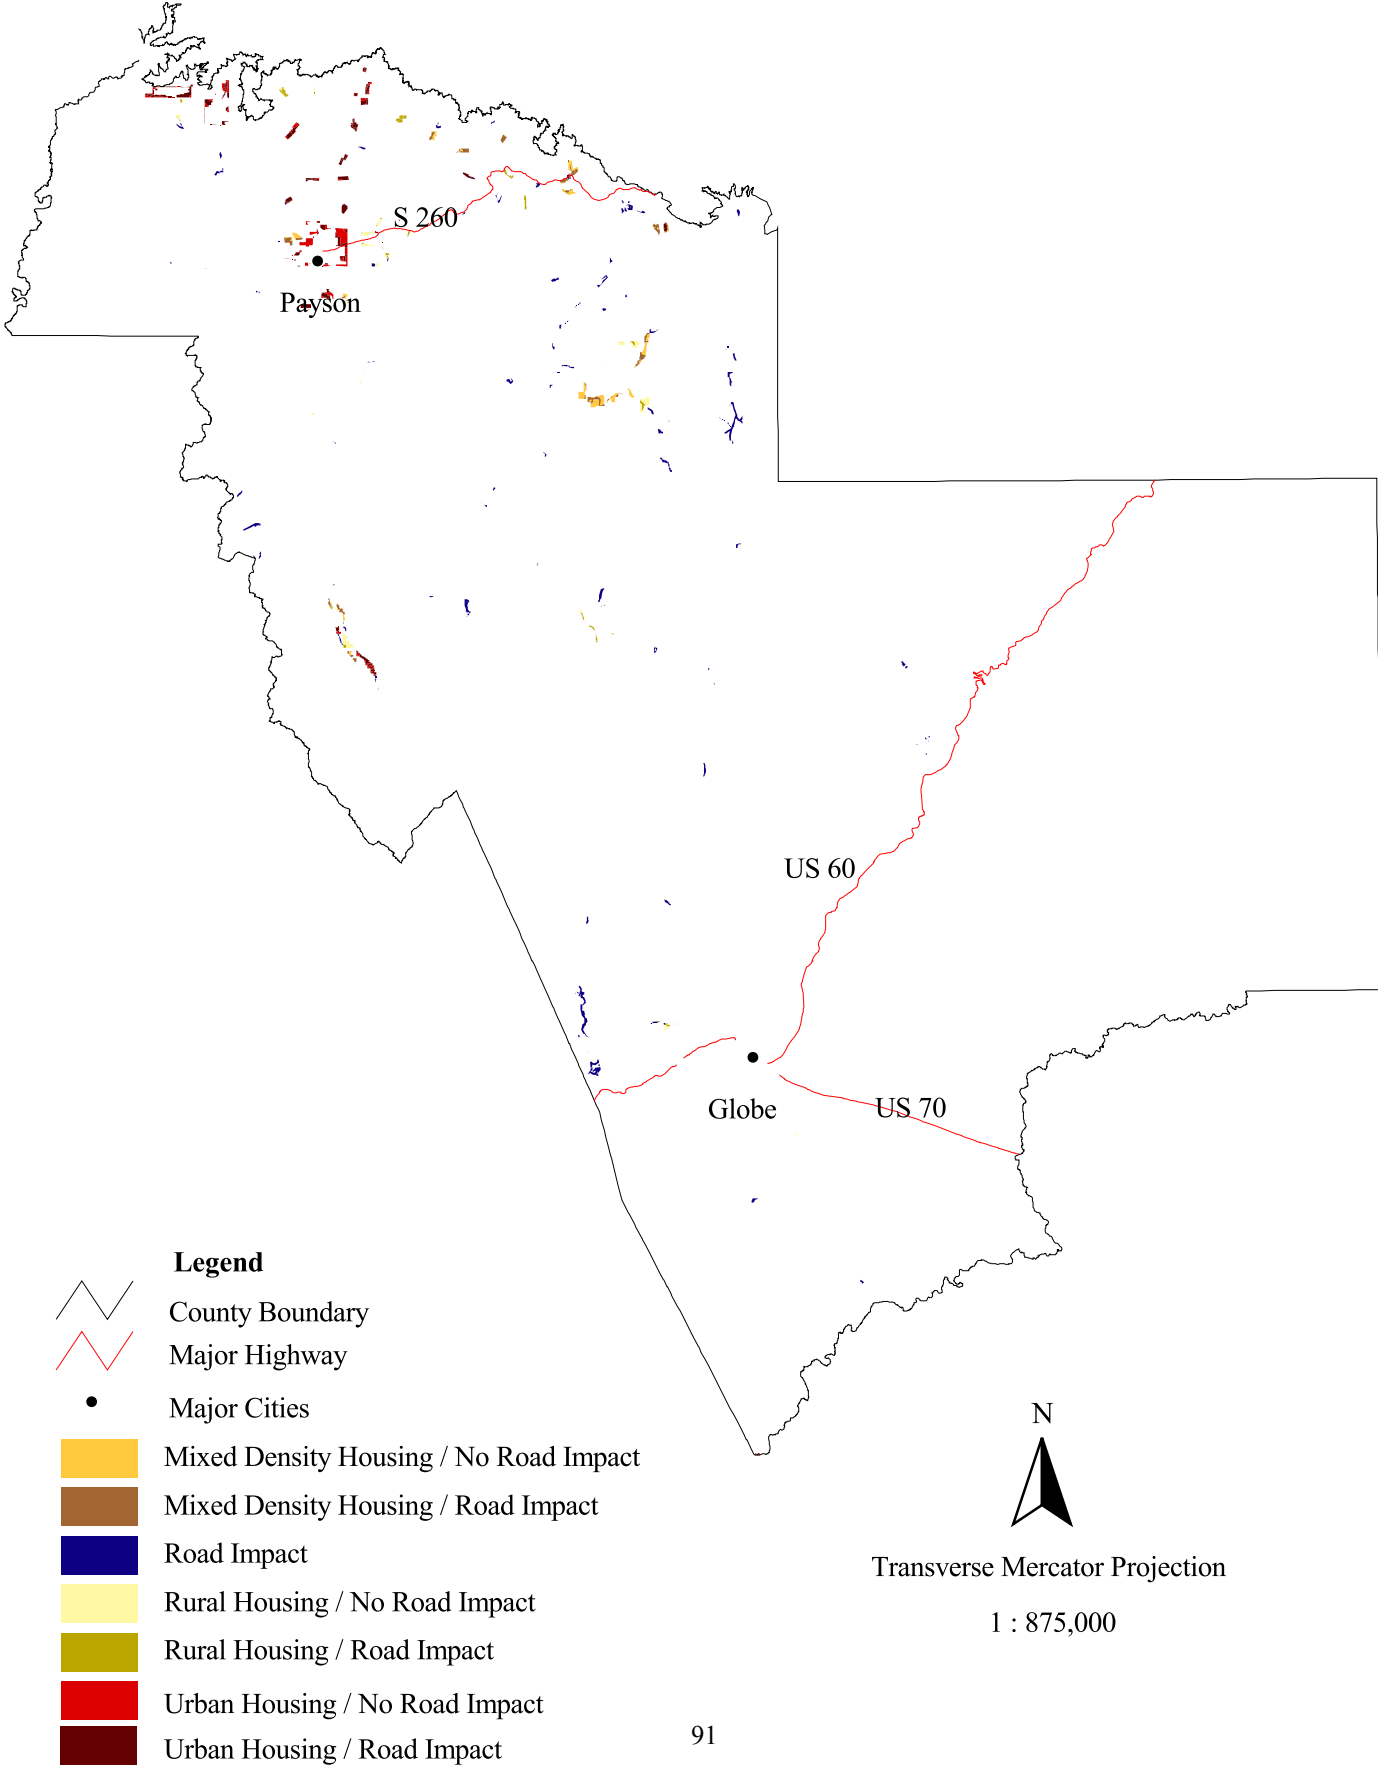 S 260
Payson
US 60
Globe
US 70
Legend
County Boundary
Major Highway
Major Cities
Mixed Density Housing / No Road Impact
Mixed Density Housing / Road Impact
Road Impact
Rural Housing / No Road Impact
Rural Housing / Road Impact
Urban Housing / No Road Impact
Urban Housing / Road Impact
N
Transverse Mercator Projection
1 : 875,000
91